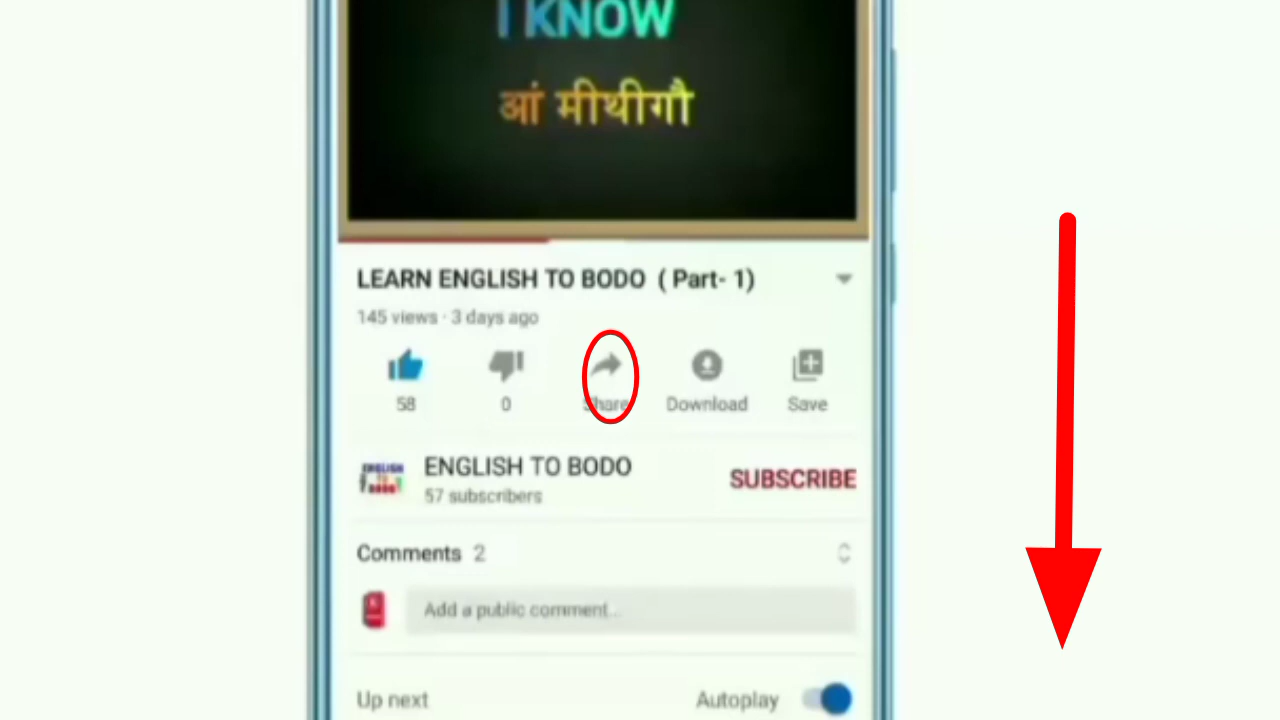 I KNOW
आं मीथीगौ
LEARN ENGLISH TO BODO ( Part- 1)
145 views · 3 days ago
58
0
Share
Download
Save
ENGLISH TO BODO
57 subscribers
SUBSCRIBE
Comments 2
Add a public comment...
Up next
Autoplay